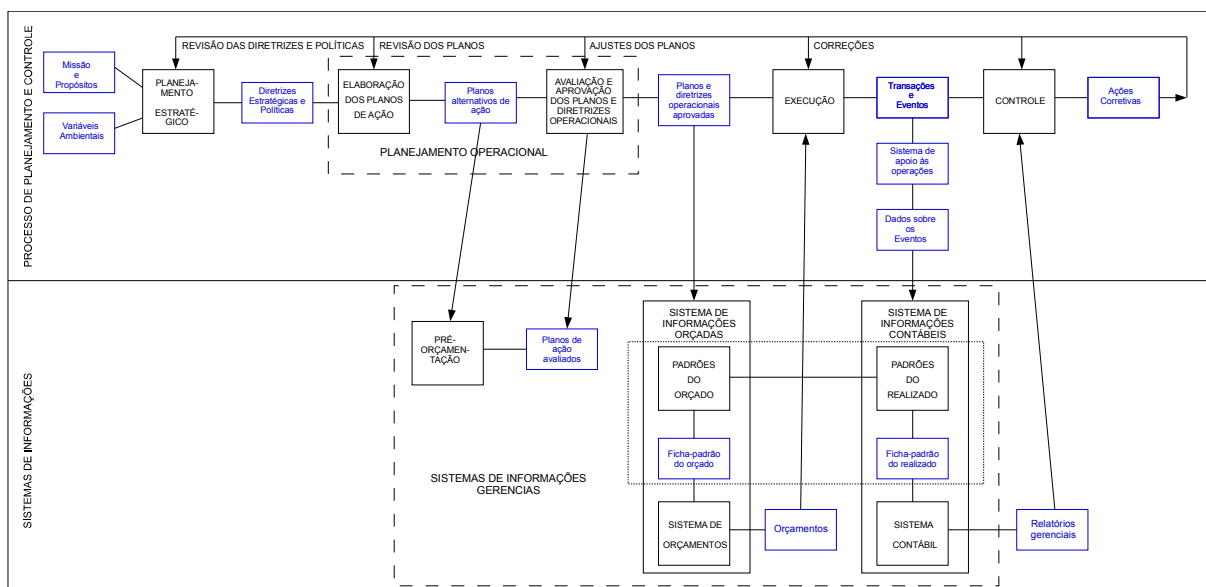 PROCESSO DE PLANEJAMENTO E CONTROLE
REVISÃO DAS DIRETRIZES E POLÍTICAS
REVISÃO DOS PLANOS
AJUSTES DOS PLANOS
CORREÇÕES
Missão
e
Propósitos
Variáveis
Ambientais
PLANEJA-
MENTO
ESTRATÉ-
GICO
Diretrizes
Estratégicas e
Políticas
ELABORAÇÃO
DOS PLANOS
DE AÇÃO
Planos
alternativos de
ação
AVALIAÇÃO E
APROVAÇÃO
DOS PLANOS E
DIRETRIZES
OPERACIONAIS
PLANEJAMENTO OPERACIONAL
Planos e
diretrizes
operacionais
aprovadas
EXECUÇÃO
Transações
e
Eventos
CONTROLE
Ações
Corretivas
Sistema de
apoio às
operações
Dados sobre
os
Eventos
SISTEMAS DE INFORMAÇÕES
PRÉ-
ORÇAMEN-
TAÇÃO
Planos de
ação avaliados
SISTEMAS DE INFORMAÇÕES
GERENCIAS
SISTEMA DE
INFORMAÇÕES
ORÇADAS
PADRÕES
DO
ORÇADO
Ficha-padrão
do orçado
SISTEMA DE
ORÇAMENTOS
Orçamentos
SISTEMA DE
INFORMAÇÕES
CONTÁBEIS
PADRÕES
DO
REALIZADO
Ficha-padrão
do realizado
SISTEMA
CONTÁBIL
Relatórios
gerenciais